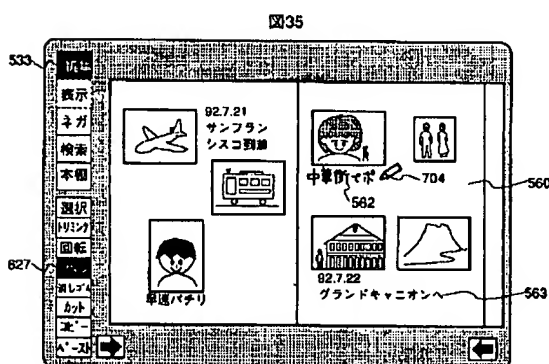 図35
533
表示
ネガ
検索
本棚
選択
トリミング
回転
627
消しゴム
カット
コピー
ペースト
92.7.21
サンフラン
シスコ到着
早速パチリ
中華街でポ
704
562
560
92.7.22
グランドキャニオンへ
563